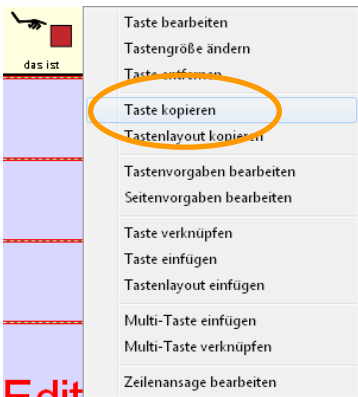 das ist
Taste bearbeiten
Tastengröße ändern
Taste entfernen
Taste kopieren
Tastenlayout kopieren
Tastenvorgaben bearbeiten
Seitenvorgaben bearbeiten
Taste verknüpfen
Taste einfügen
Tastenlayout einfügen
Multi-Taste einfügen
Multi-Taste verknüpfen
Zeilenansage bearbeiten
Edit